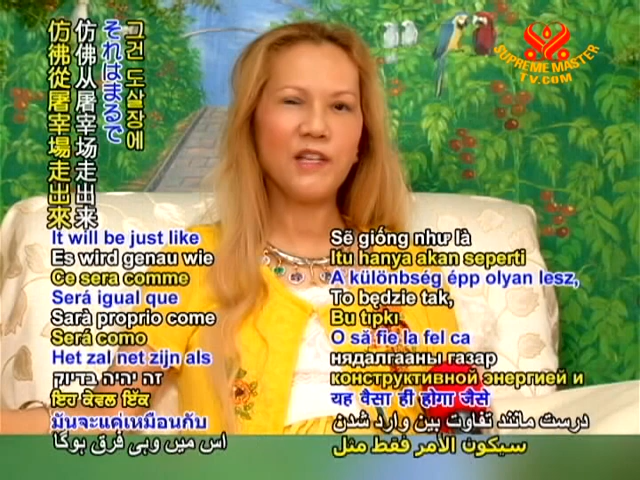 SUPREME MASTER
TV.COM
그건 도살장에
それはまるで
仿佛从屠宰场走出来
仿彿從屠宰場走出來
It will be just like
Es wird genau wie
Ce sera comme
Será igual que
Sarà proprio come
Será como
Het zal net zijn als
זה יהיה בדיוק
ਇਹ ਕੇਵਲ ਇੱਕ
มันจะแค่เหมือนกับ
اس میں وہی فرق ہوگا
Sẽ giống như là
Itu hanya akan seperti
A különbség épp olyan lesz,
To będzie tak,
Bu tıpkı
O să fie la fel ca
нядалгааны газар
конструктивной энергией и
यह वैसा ही होगा जैसे
درست مانند تفاوت بین وارد شدن
سيكون الأمر فقط مثل